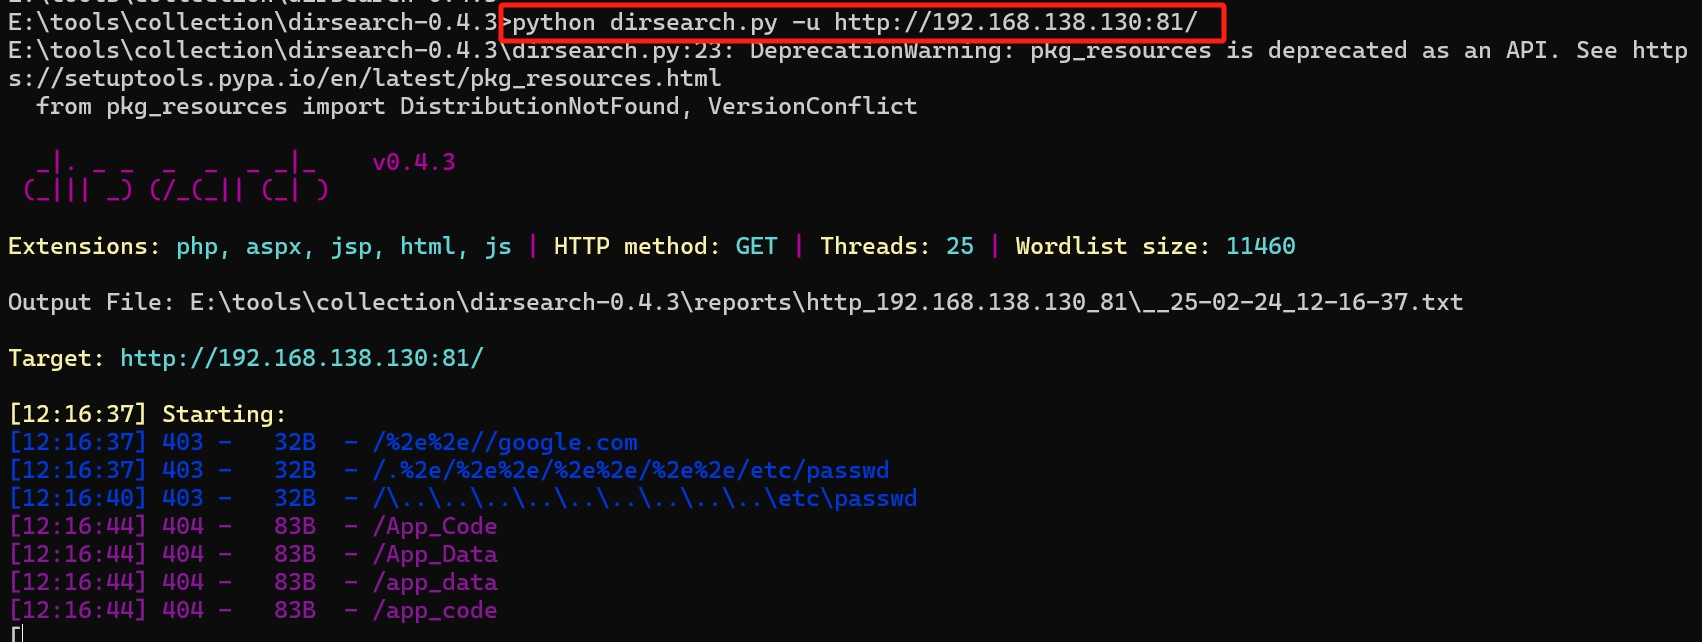 E:\tools\collection\dirsearch-0.4.3>python dirsearch.py -u http://192.168.138.130:81/
E:\tools\collection\dirsearch-0.4.3\dirsearch.py:23: DeprecationWarning: pkg_resources is deprecated as an API. See http
s://setuptools.pypa.io/en/latest/pkg_resources.html
  from pkg_resources import DistributionNotFound, VersionConflict
  _|. _ _  _  _  _ _|_    v0.4.3
 (_||| _) (/_(_|| (_| )
Extensions: php, aspx, jsp, html, js | HTTP method: GET | Threads: 25 | Wordlist size: 11460
Output File: E:\tools\collection\dirsearch-0.4.3\reports\http_192.168.138.130_81\__25-02-24_12-16-37.txt
Target: http://192.168.138.130:81/
[12:16:37] Starting:
[12:16:37] 403 -   32B  - /%2e%2e//google.com
[12:16:37] 403 -   32B  - /.%2e/%2e%2e/%2e%2e/%2e%2e/etc/passwd
[12:16:40] 403 -   32B  - /\..\..\..\..\..\..\..\..\..\etc\passwd
[12:16:44] 404 -   83B  - /App_Code
[12:16:44] 404 -   83B  - /App_Data
[12:16:44] 404 -   83B  - /app_data
[12:16:44] 404 -   83B  - /app_code